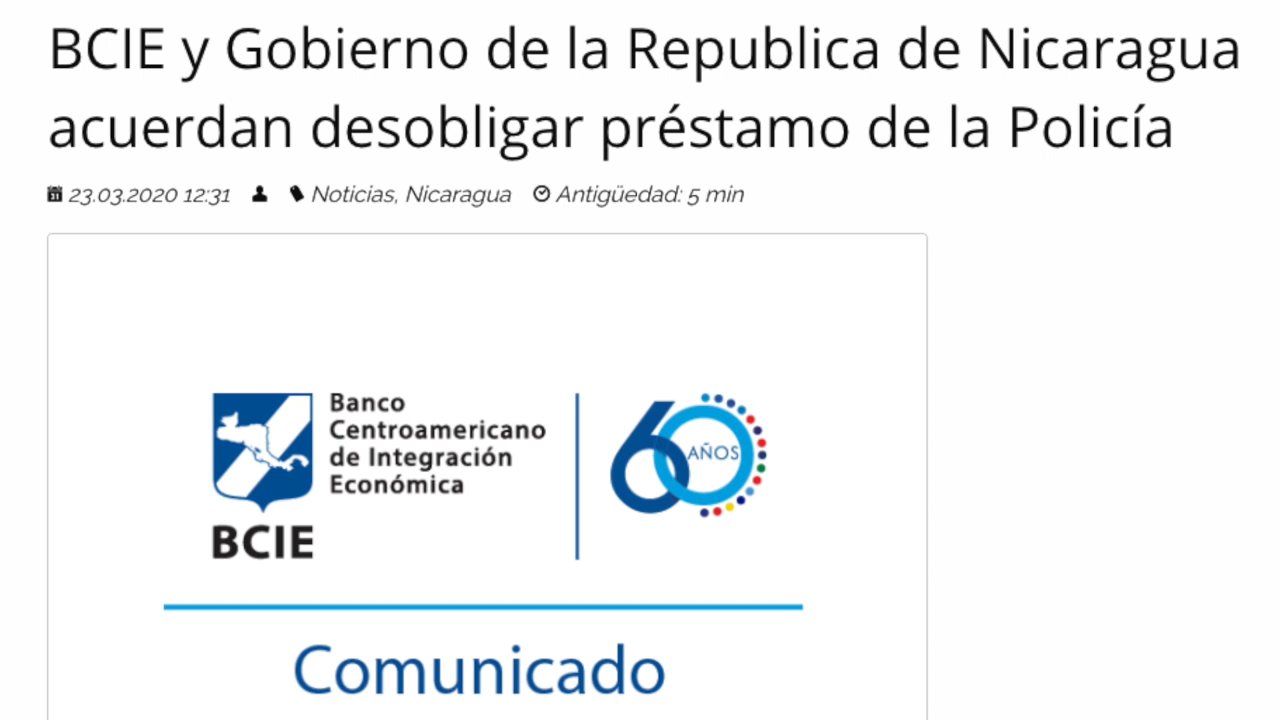 BCIE y Gobierno de la Republica de Nicaragua
acuerdan desobligar préstamo de la Policía
23.03.2020 12:31 Noticias, Nicaragua Antigüedad: 5 min
Banco
Centroamericano
de Integración
Económica
BCIE
60 AÑOS
Comunicado